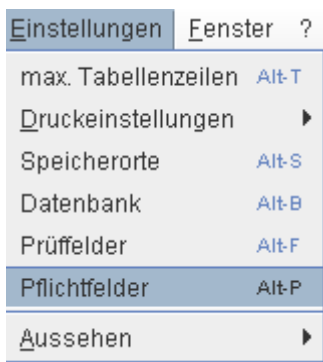 Einstellungen Fenster ?
max. Tabellenzeilen Alt-T
Druckeinstellungen
Speicherorte Alt-S
Datenbank Alt-B
Prüffelder Alt-F
Pflichtfelder Alt-P
Aussehen